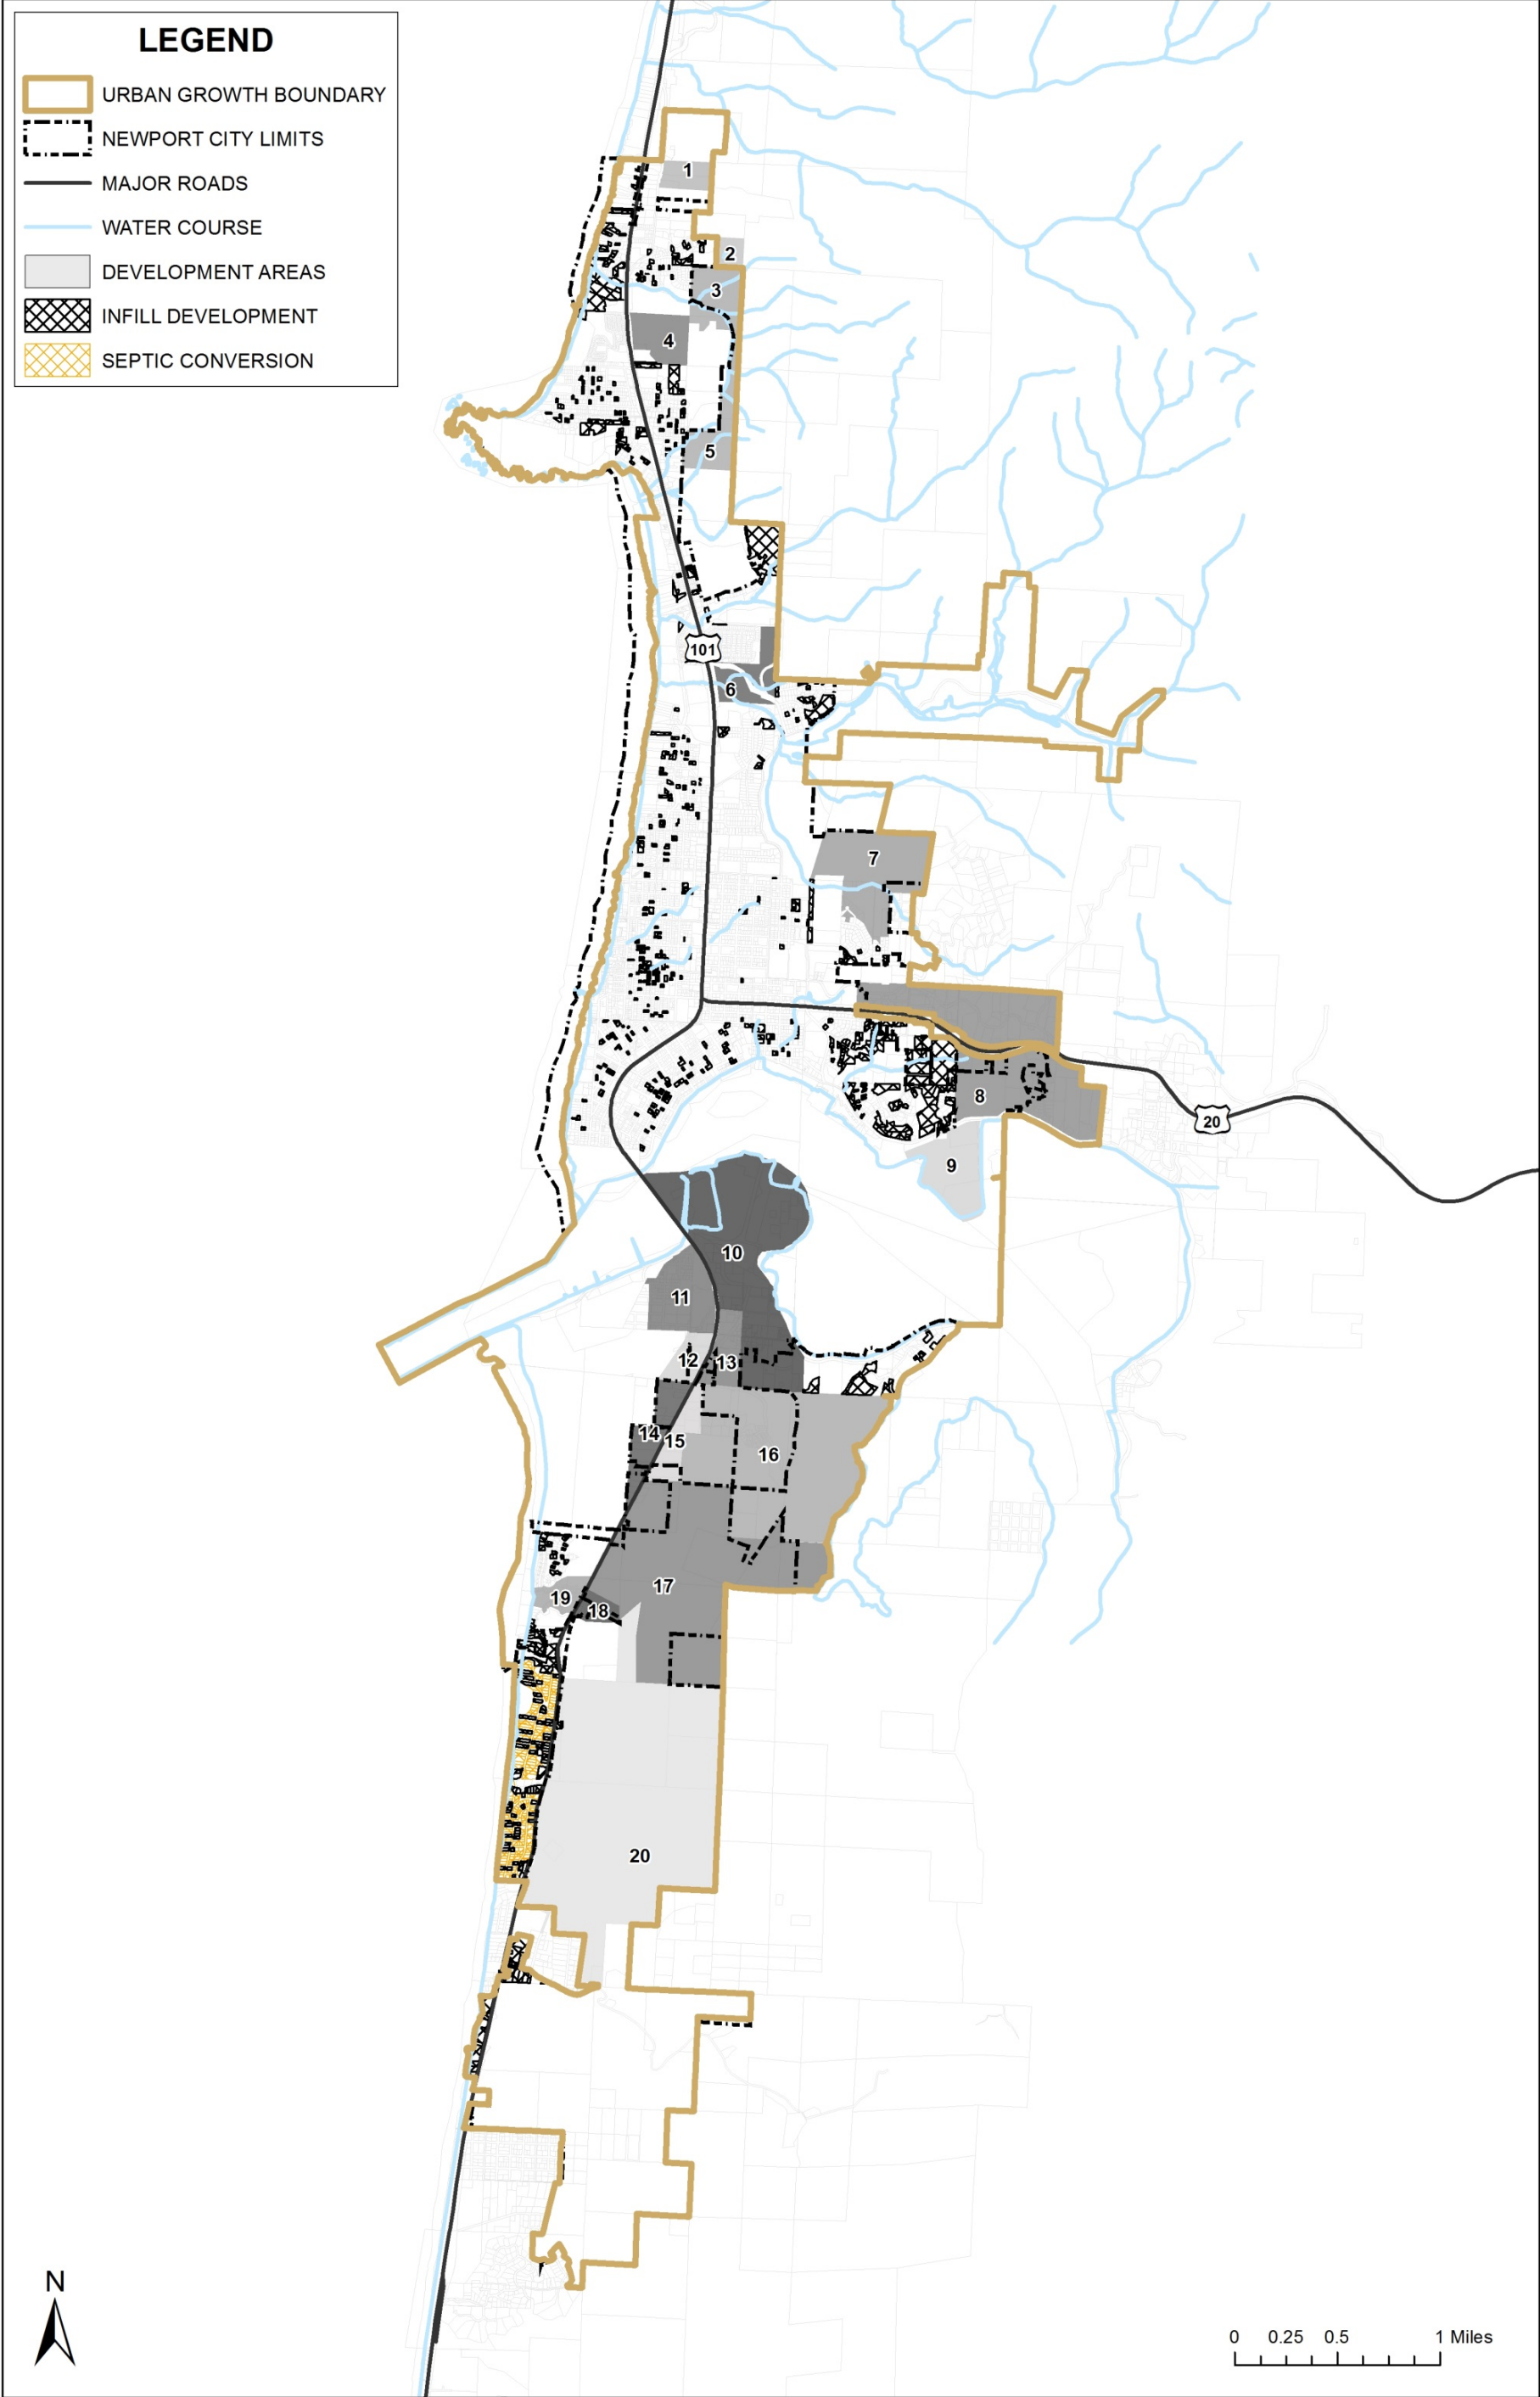 LEGEND
URBAN GROWTH BOUNDARY
NEWPORT CITY LIMITS
MAJOR ROADS
WATER COURSE
DEVELOPMENT AREAS
INFILL DEVELOPMENT
SEPTIC CONVERSION
1
2
3
4
5
101
6
7
8
20
9
10
11
12
13
14
15
16
17
19
18
20
N
0 0.25 0.5 1 Miles